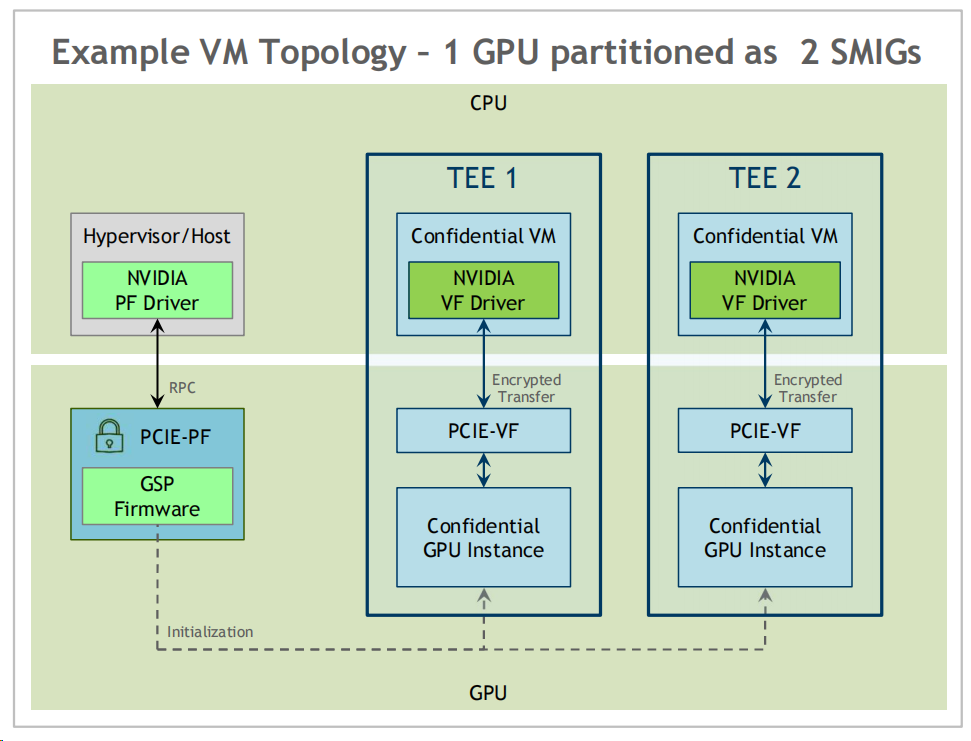 Example VM Topology – 1 GPU partitioned as 2 SMIGs
CPU
TEE 1
TEE 2
Hypervisor/Host
NVIDIA
PF Driver
Confidential VM
NVIDIA
VF Driver
Confidential VM
NVIDIA
VF Driver
RPC
Encrypted
Transfer
Encrypted
Transfer
PCIE-PF
GSP
Firmware
PCIE-VF
PCIE-VF
Confidential
GPU Instance
Confidential
GPU Instance
Initialization
GPU